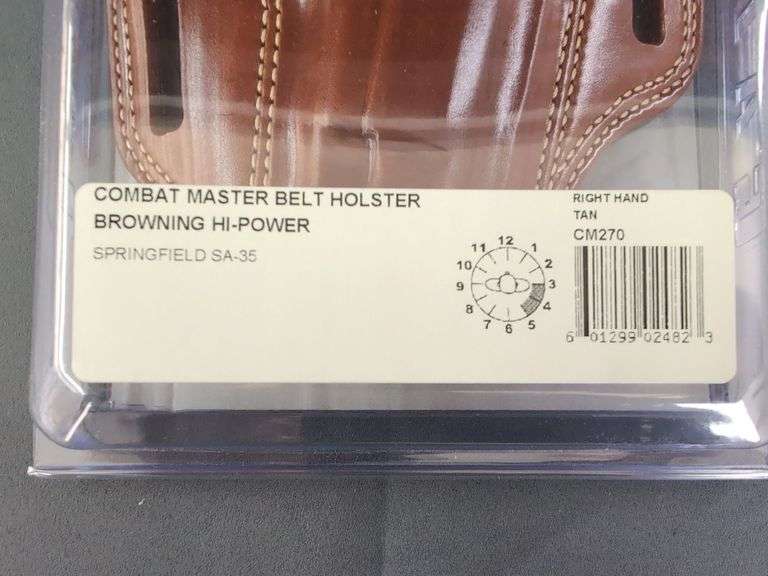 COMBAT MASTER BELT HOLSTER
BROWNING HI-POWER
SPRINGFIELD SA-35
12
11 1
10 2
9 3
8 4
7 5
6
RIGHT HAND
TAN
CM270
6 01299 02482 3